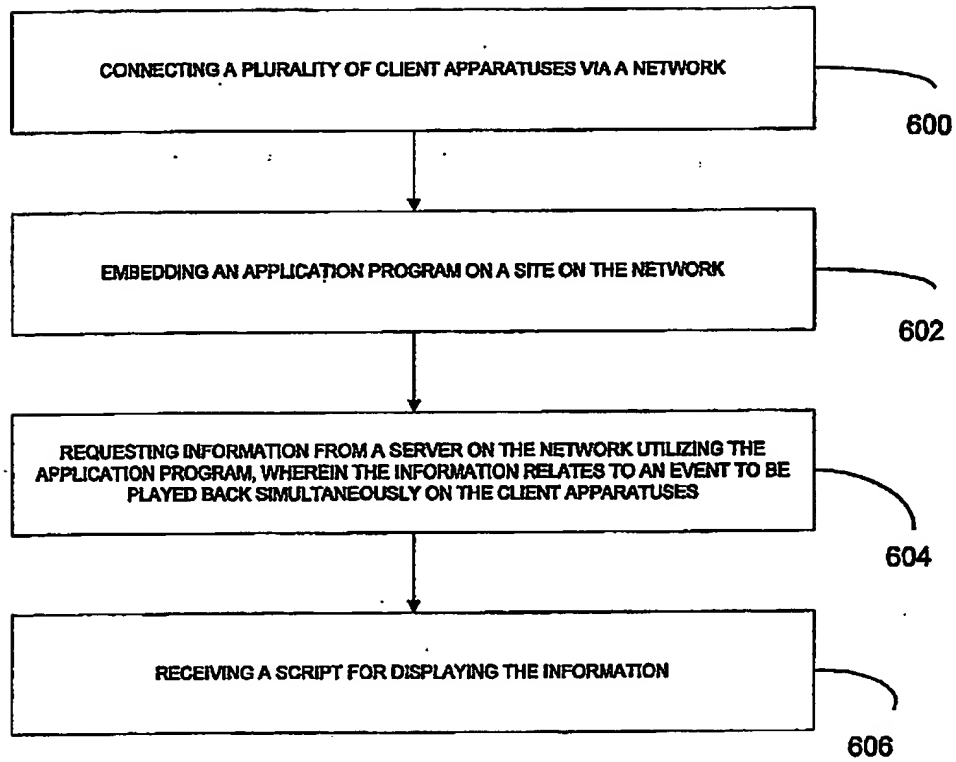 CONNECTING A PLURALITY OF CLIENT APPARATUSES VIA A NETWORK
600
EMBEDDING AN APPLICATION PROGRAM ON A SITE ON THE NETWORK
602
REQUESTING INFORMATION FROM A SERVER ON THE NETWORK UTILIZING THE
APPLICATION PROGRAM, WHEREIN THE INFORMATION RELATES TO AN EVENT TO BE
PLAYED BACK SIMULTANEOUSLY ON THE CLIENT APPARATUSES
604
RECEIVING A SCRIPT FOR DISPLAYING THE INFORMATION
606